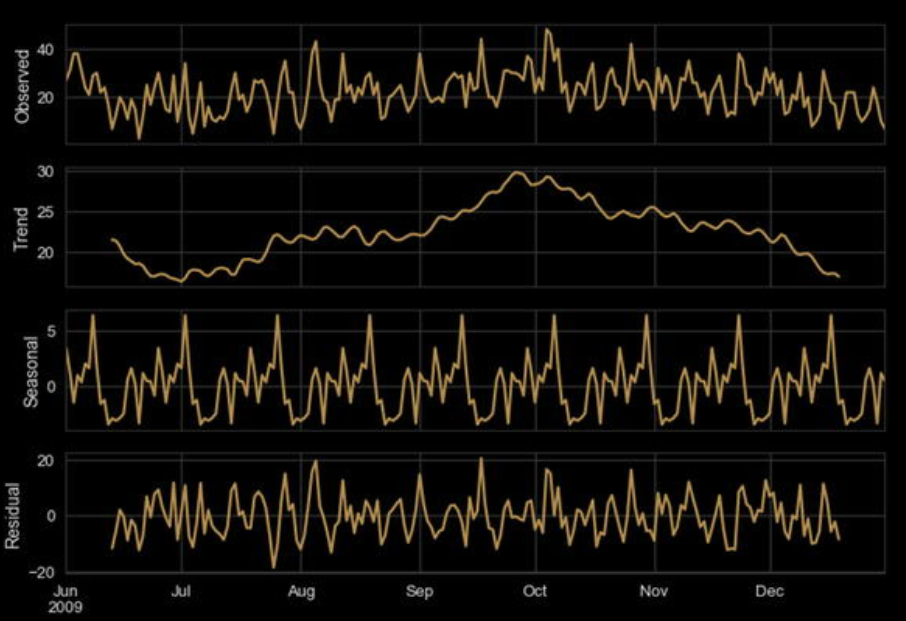 Observed
40
20
Trend
30
25
20
Seasonal
5
0
Residual
20
0
−20
Jun Jul Aug Sep Oct Nov Dec
2009